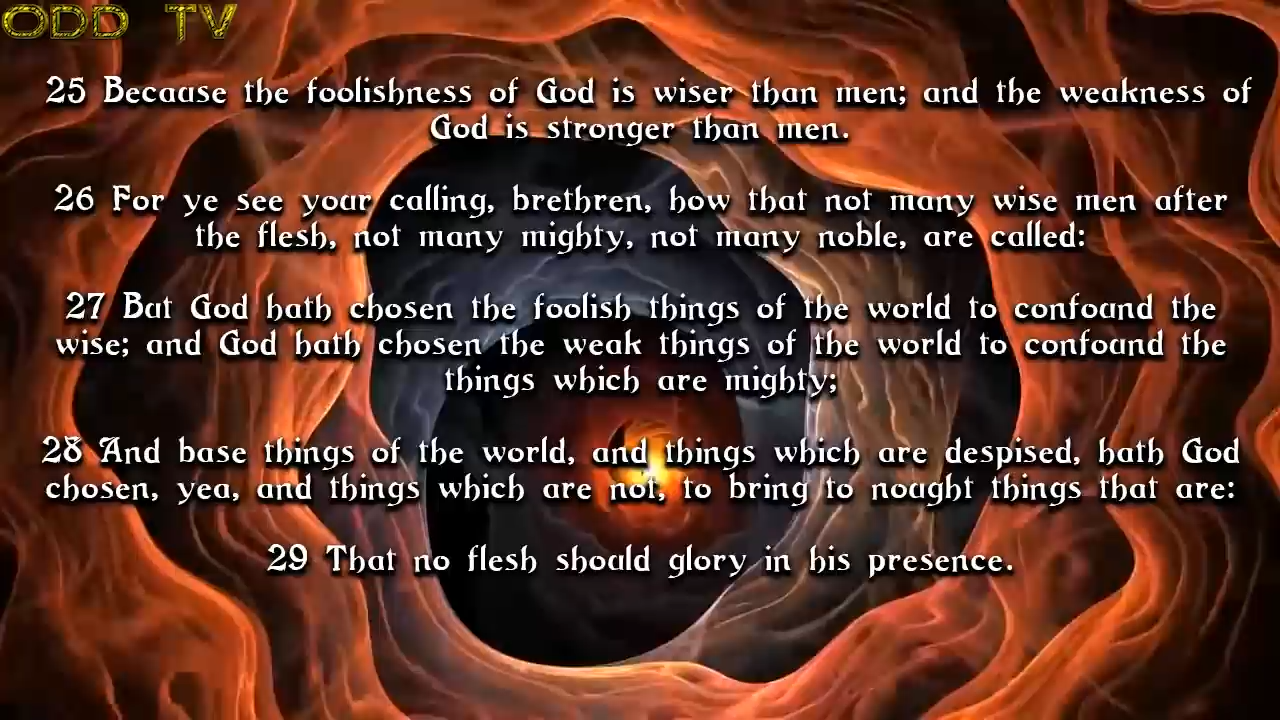 ODD TV
25 Because the foolishness of God is wiser than men; and the weakness of
God is stronger than men.
26 For ye see your calling, brethren, how that not many wise men after
the flesh, not many mighty, not many noble, are called:
27 But God hath chosen the foolish things of the world to confound the
wise; and God hath chosen the weak things of the world to confound the
things which are mighty;
28 And base things of the world, and things which are despised, hath God
chosen, yea, and things which are not, to bring to nought things that are:
29 That no flesh should glory in his presence.